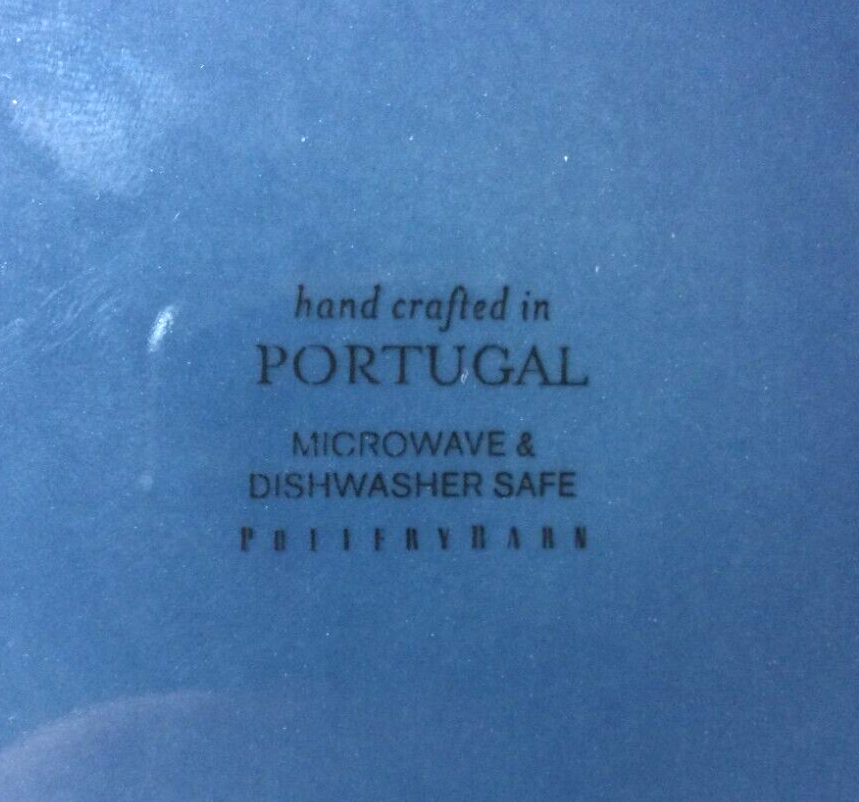 hand crafted in
PORTUGAL
MICROWAVE &
DISHWASHER SAFE
POTTERYBARN